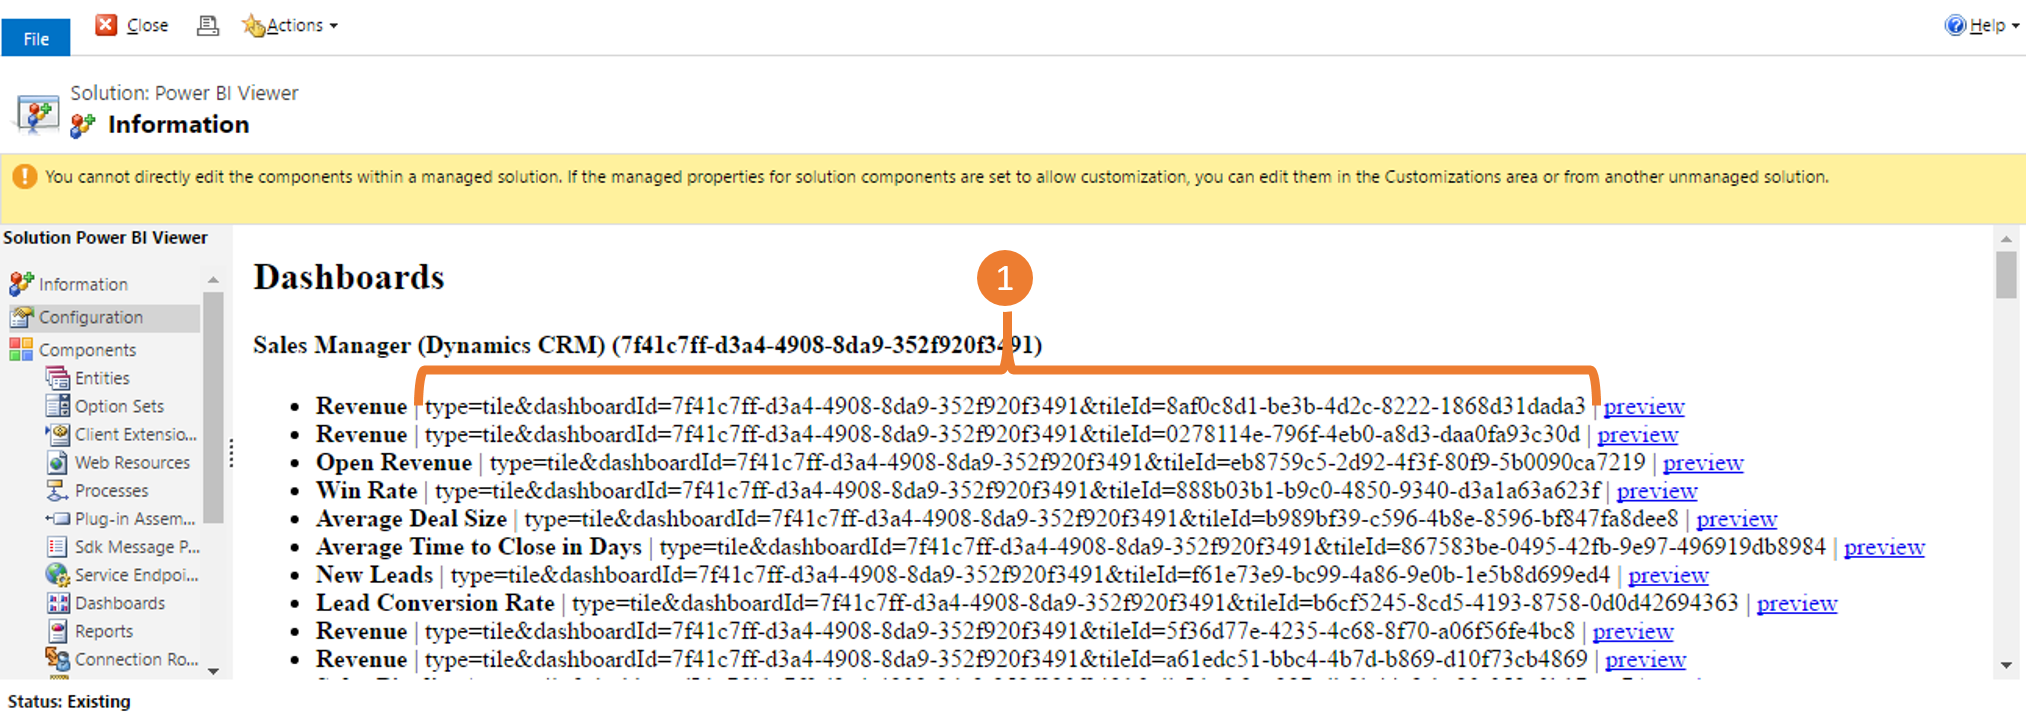 File Close Actions Help
Solution: Power BI Viewer
Information
You cannot directly edit the components within a managed solution. If the managed properties for solution components are set to allow customization, you can edit them in the Customizations area or from another unmanaged solution.
Solution Power BI Viewer
Information
Configuration
Components
Entities
Option Sets
Client Extensio...
Web Resources
Processes
Plug-in Assem...
Sdk Message P...
Service Endpoi...
Dashboards
Reports
Connection Ro...
Dashboards
1
Sales Manager (Dynamics CRM) (7f41c7ff-d3a4-4908-8da9-352f920f3491)
• Revenue | type=tile&dashboardId=7f41c7ff-d3a4-4908-8da9-352f920f3491&tileId=8af0c8d1-be3b-4d2c-8222-1868d31dada3 | preview
• Revenue | type=tile&dashboardId=7f41c7ff-d3a4-4908-8da9-352f920f3491&tileId=0278114e-796f-4eb0-a8d3-daa0fa93c30d | preview
• Open Revenue | type=tile&dashboardId=7f41c7ff-d3a4-4908-8da9-352f920f3491&tileId=eb8759c5-2d92-4f3f-80f9-5b0090ca7219 | preview
• Win Rate | type=tile&dashboardId=7f41c7ff-d3a4-4908-8da9-352f920f3491&tileId=888b03b1-b9c0-4850-9340-d3a1a63a623f | preview
• Average Deal Size | type=tile&dashboardId=7f41c7ff-d3a4-4908-8da9-352f920f3491&tileId=b989bf39-c596-4b8e-8596-bf847fa8dee8 | preview
• Average Time to Close in Days | type=tile&dashboardId=7f41c7ff-d3a4-4908-8da9-352f920f3491&tileId=867583be-0495-42fb-9e97-496919db8984 | preview
• New Leads | type=tile&dashboardId=7f41c7ff-d3a4-4908-8da9-352f920f3491&tileId=f61e73e9-bc99-4a86-9e0b-1e5b8d699ed4 | preview
• Lead Conversion Rate | type=tile&dashboardId=7f41c7ff-d3a4-4908-8da9-352f920f3491&tileId=b6cf5245-8cd5-4193-8758-0d0d42694363 | preview
• Revenue | type=tile&dashboardId=7f41c7ff-d3a4-4908-8da9-352f920f3491&tileId=5f36d77e-4235-4c68-8f70-a06f56fe4bc8 | preview
• Revenue | type=tile&dashboardId=7f41c7ff-d3a4-4908-8da9-352f920f3491&tileId=a61edc51-bbc4-4b7d-b869-d10f73cb4869 | preview
Status: Existing